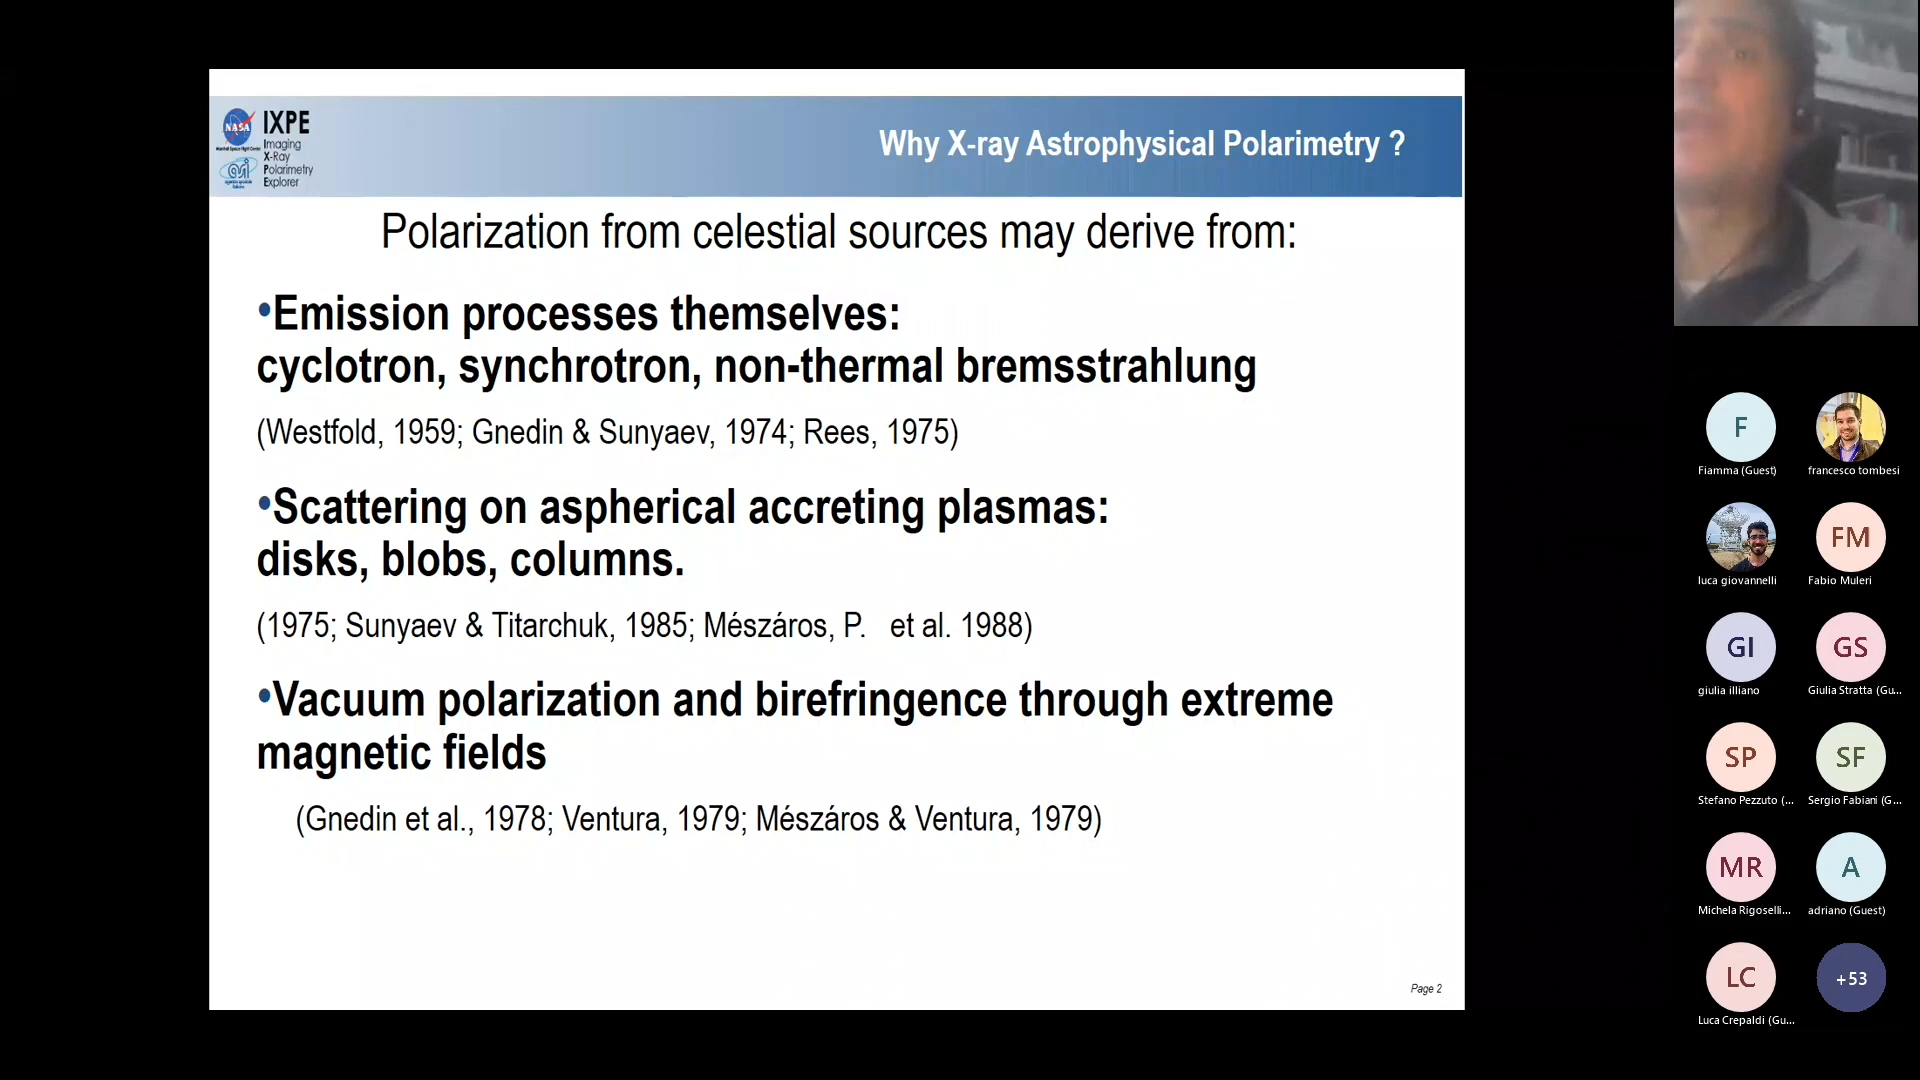 NASA
IXPE
Imaging
X-Ray
Polarimetry
Explorer
Why X-ray Astrophysical Polarimetry ?
Polarization from celestial sources may derive from:
•Emission processes themselves:
cyclotron, synchrotron, non-thermal bremsstrahlung
(Westfold, 1959; Gnedin & Sunyaev, 1974; Rees, 1975)
•Scattering on aspherical accreting plasmas:
disks, blobs, columns.
(1975; Sunyaev & Titarchuk, 1985; Mészáros, P. et al. 1988)
•Vacuum polarization and birefringence through extreme
magnetic fields
(Gnedin et al., 1978; Ventura, 1979; Mészáros & Ventura, 1979)
Page 2
F
Fiamma (Guest)
francesco tombesi
luca giovannelli
FM
Fabio Muleri
GI
giulia illiano
GS
Giulia Stratta (Gu...
SP
Stefano Pezzuto (...
SF
Sergio Fabiani (G...
MR
Michela Rigoselli...
A
adriano (Guest)
LC
Luca Crepaldi (Gu...
+53